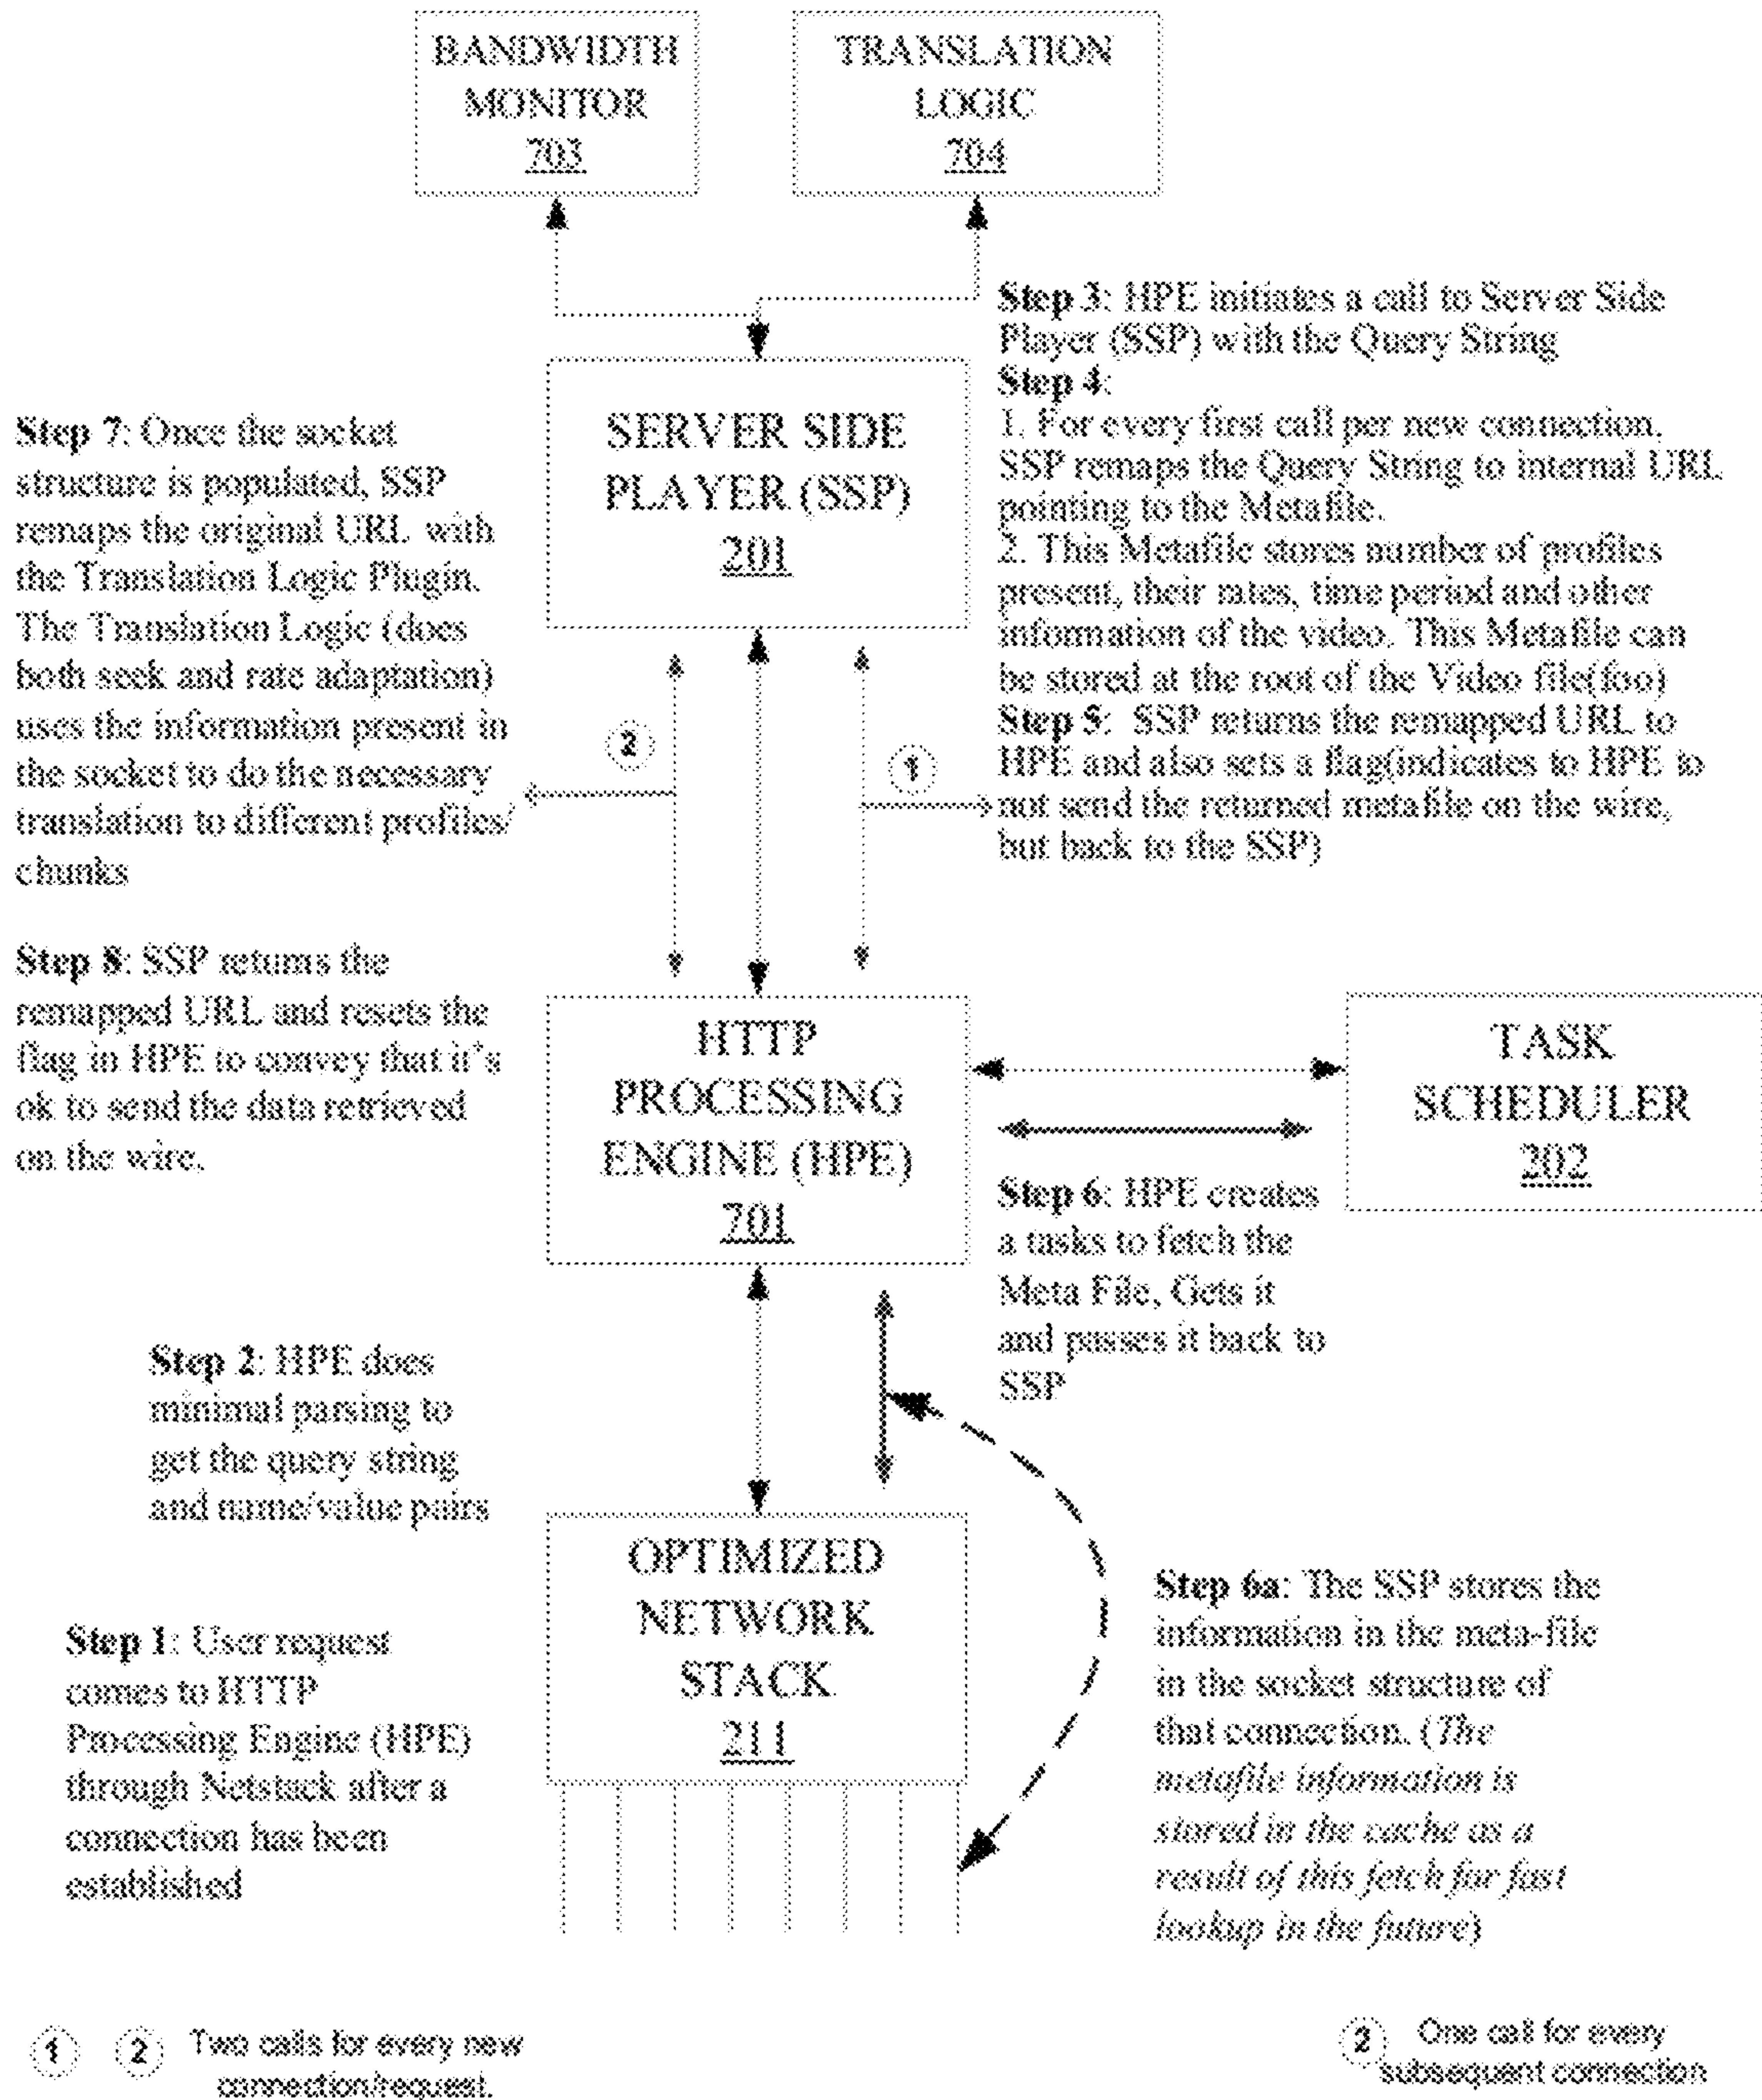 BANDWIDTH
MONITOR
703
TRANSLATION
LOGIC
704
Step 3: HPE initiates a call to Server Side
Player (SSP) with the Query String
Step 4:
1. For every first call per new connection,
SSP remaps the Query String to internal URL
pointing to the Metafile.
2. This Metafile stores number of profiles
present, their rates, time period and other
information of the video. This Metafile can
be stored at the root of the Video file(foo)
Step 5: SSP returns the remapped URL to
HPE and also sets a flag(indicates to HPE to
not send the returned metafile on the wire,
but back to the SSP)
SERVER SIDE
PLAYER (SSP)
201
Step 7: Once the socket
structure is populated, SSP
remaps the original URL with
the Translation Logic Plugin.
The Translation Logic (does
both seek and rate adaptation)
uses the information present in
the socket to do the necessary
translation to different profiles/
chunks
2
1
Step 8: SSP returns the
remapped URL and resets the
flag in HPE to convey that it's
ok to send the data retrieved
on the wire.
HTTP
PROCESSING
ENGINE (HPE)
701
TASK
SCHEDULER
202
Step 6: HPE creates
a tasks to fetch the
Meta File, Gets it
and passes it back to
SSP
Step 2: HPE does
minimal parsing to
get the query string
and name/value pairs
OPTIMIZED
NETWORK
STACK
211
Step 1: User request
comes to HTTP
Processing Engine (HPE)
through Netstack after a
connection has been
established
Step 6a: The SSP stores the
information in the meta-file
in the socket structure of
that connection. (The
metafile information is
stored in the cache as a
result of this fetch for fast
lookup in the future)
1 2 Two calls for every new
connection/request.
2 One call for every
subsequent connection